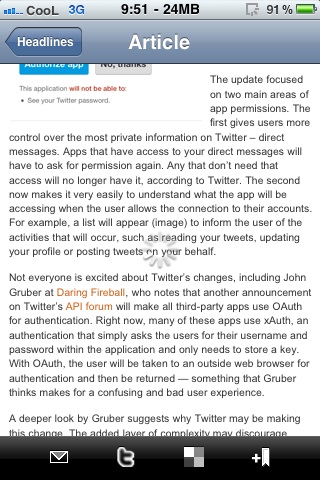 CooL 3G 9:51 - 24MB 91%
Headlines
Article
Authorize app No, thanks
This application will not be able to:
• See your Twitter password.
The update focused
on two main areas of
app permissions. The
first gives users more
control over the most private information on Twitter – direct
messages. Apps that have access to your direct messages will
have to ask for permission again. Any that don't need that
access will no longer have it, according to Twitter. The second
now makes it very easily to understand what the app will be
accessing when the user allows the connection to their accounts.
For example, a list will appear (image) to inform the user of the
activities that will occur, such as reading your tweets, updating
your profile or posting tweets on your behalf.
Not everyone is excited about Twitter's changes, including John
Gruber at Daring Fireball, who notes that another announcement
on Twitter's API forum will make all third-party apps use OAuth
for authentication. Right now, many of these apps use xAuth, an
authentication that simply asks the users for their username and
password within the application and only needs to store a key.
With OAuth, the user will be taken to an outside web browser for
authentication and then be returned — something that Gruber
thinks makes for a confusing and bad user experience.
A deeper look by Gruber suggests why Twitter may be making
this change. The added layer of complexity may discourage